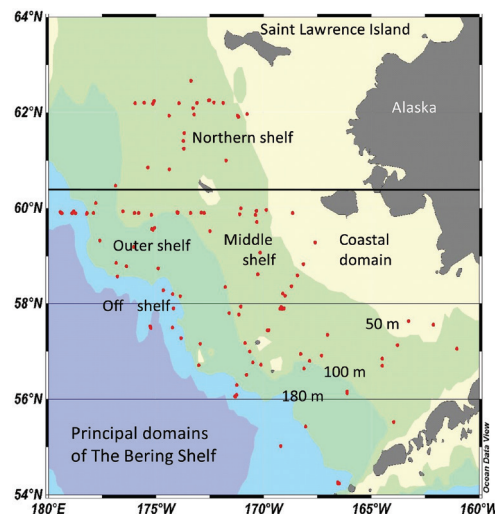 64°N
Saint Lawrence Island
62°N
Alaska
Northern shelf
60°N
Outer shelf
Middle
shelf
Coastal
domain
Off shelf
58°N
50 m
100 m
56°N
180 m
Principal domains
of The Bering Shelf
54°N
180°E
175°W
170°W
165°W
160°W
Ocean Data View